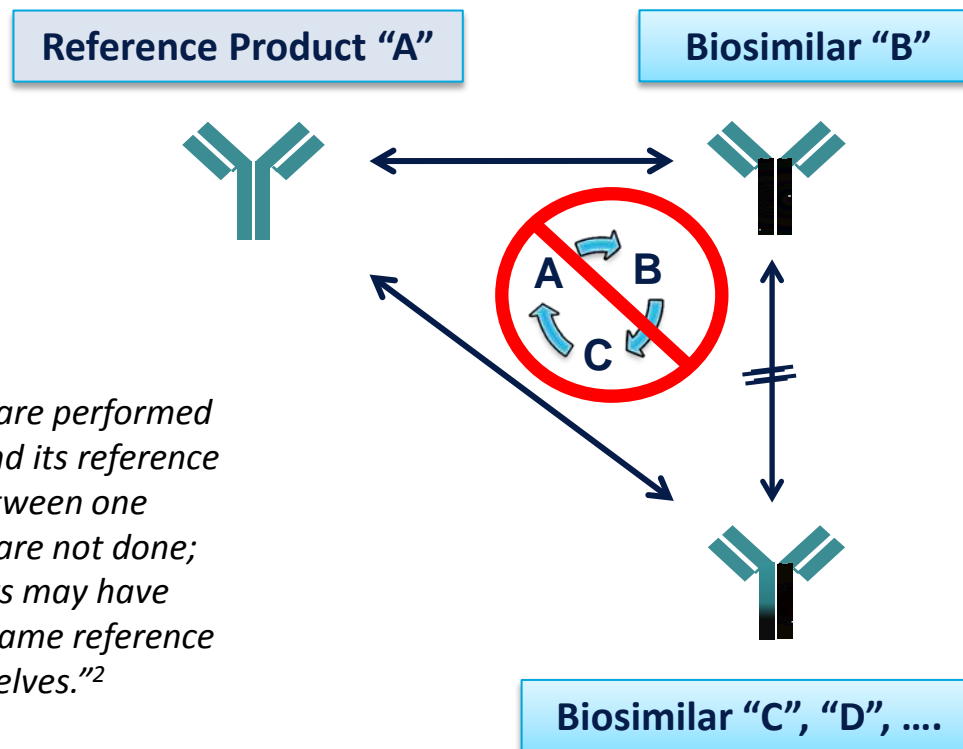 Reference Product “A”
Biosimilar “B”
A
B
C
are performed
nd its reference
tween one
are not done;
s may have
ame reference
elves.”2
Biosimilar “C”, “D”, ….